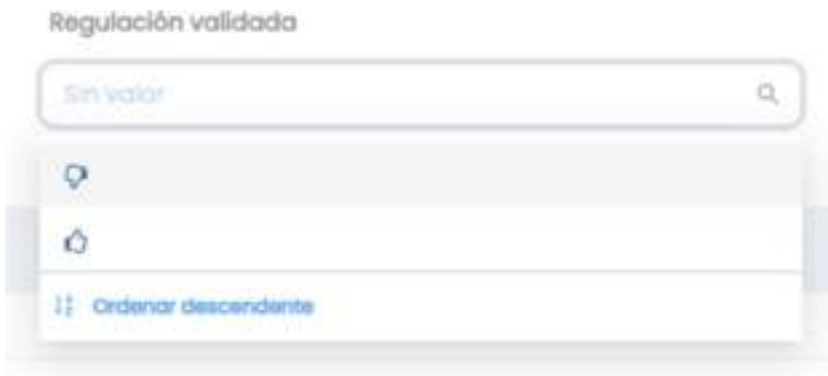 Regulación validada
Sin valor
Ordenar descendente